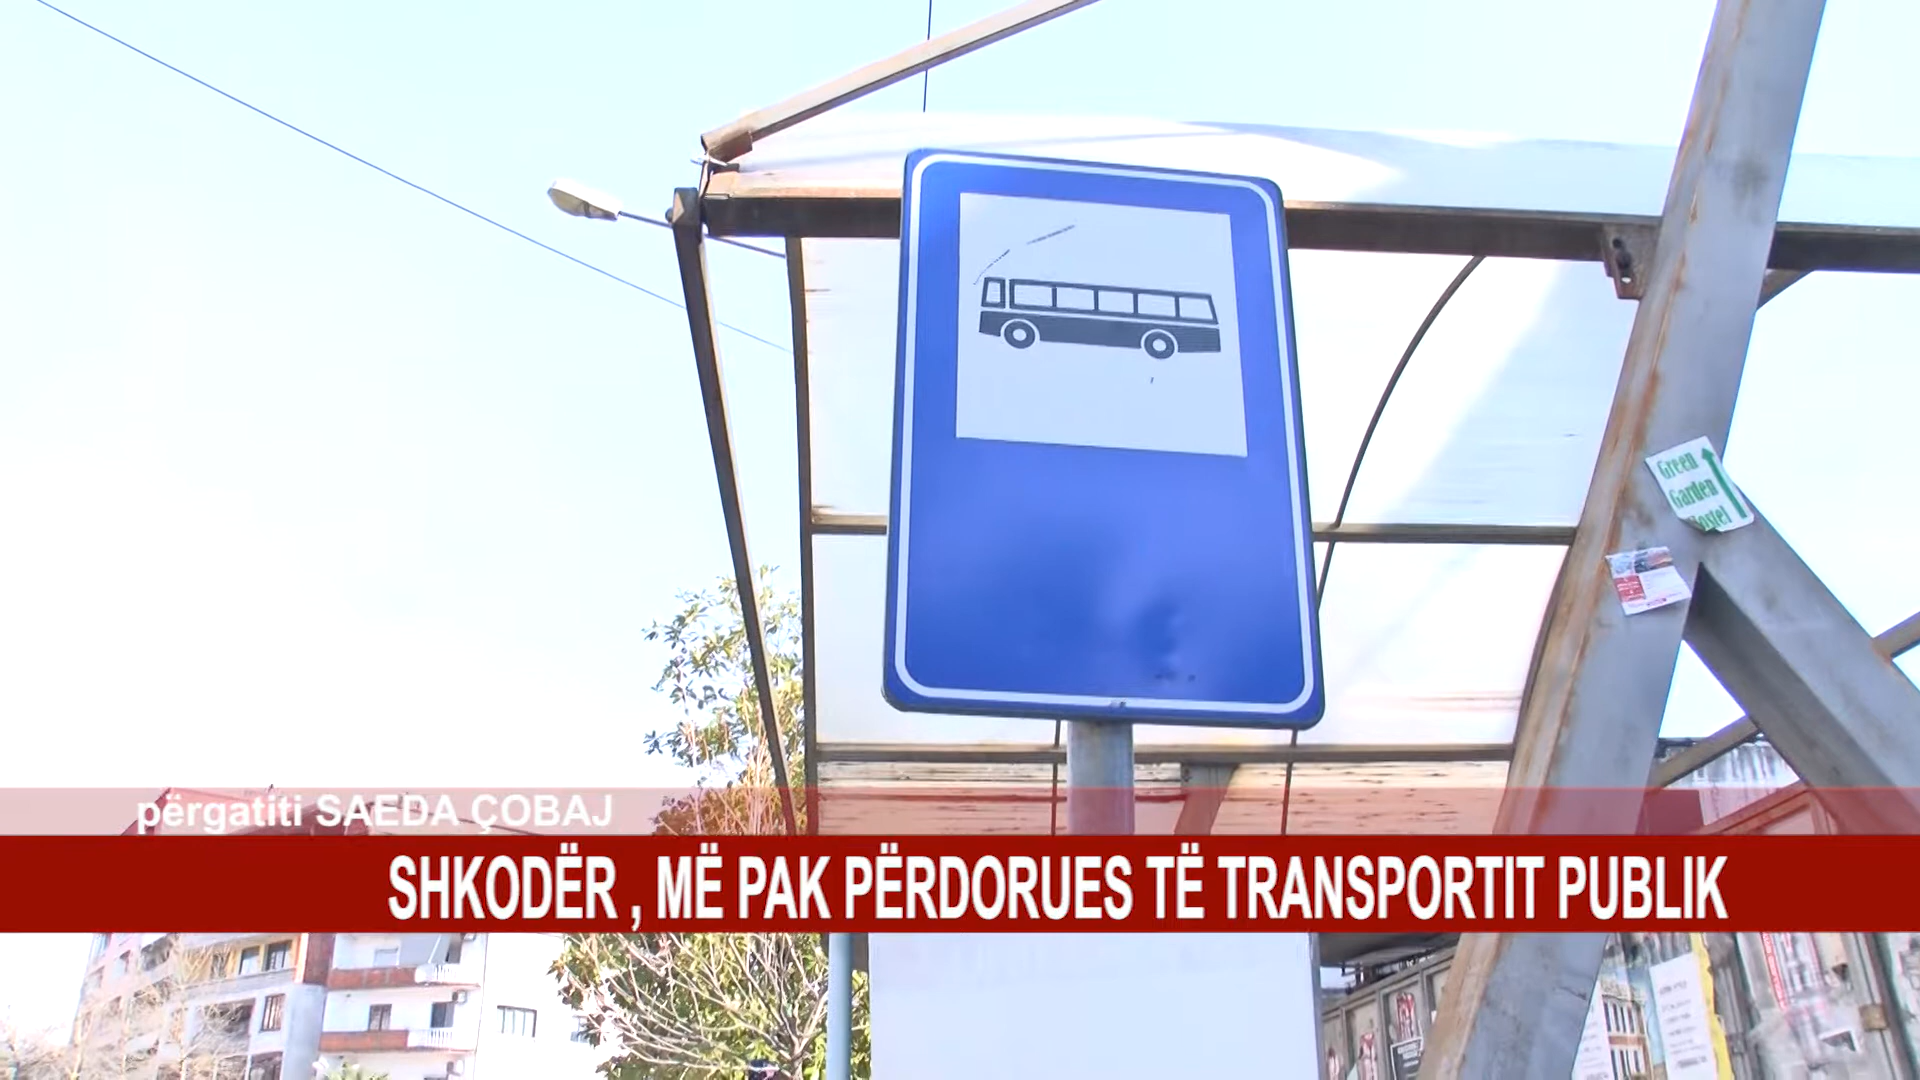 Green
Garden
Hostel
përgatiti SAEDA ÇOBAJ
SHKODËR , MË PAK PËRDORUES TË TRANSPORTIT PUBLIK